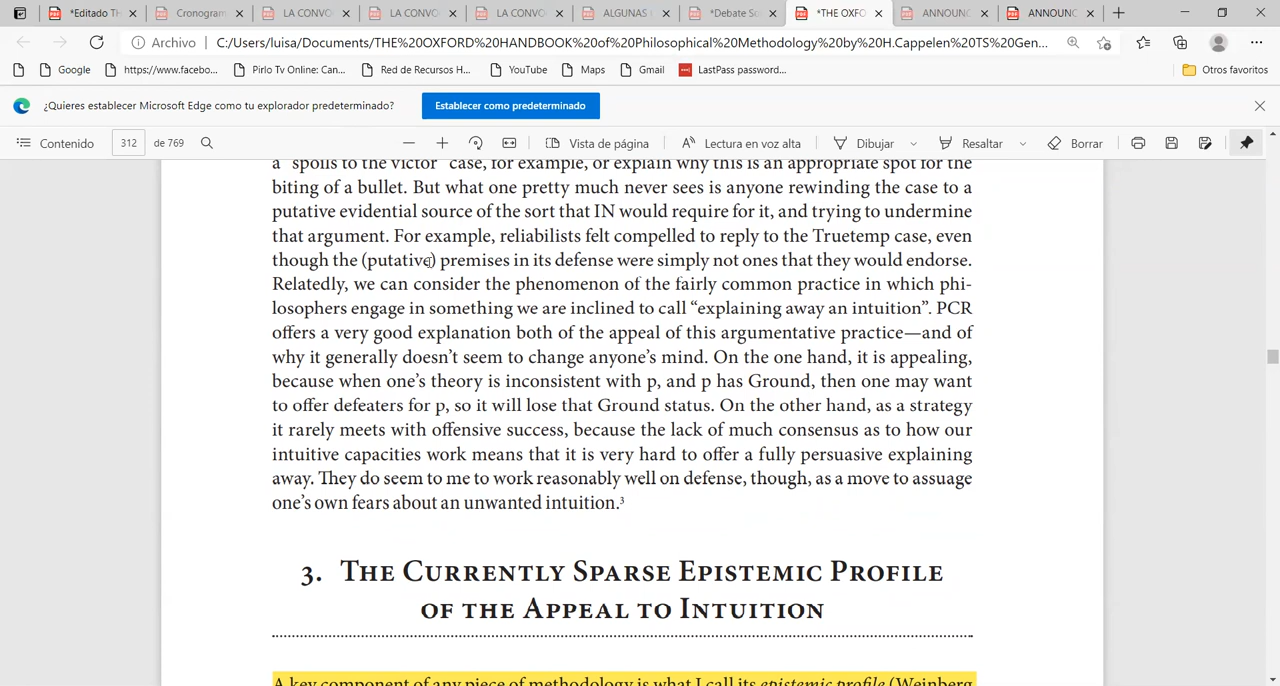 *Editado TH
Cronogram
LA CONVO
LA CONVO
LA CONVO
ALGUNAS
*Debate So
*THE OXFO
ANNOUNC
ANNOUNC
Archivo
C:/Users/luisa/Documents/THE%20OXFORD%20HANDBOOK%20of%20Philosophical%20Methodology%20by%20H.Cappelen%20TS%20Gen...
Google
https://www.facebo...
Pirlo Tv Online: Can...
Red de Recursos H...
YouTube
Maps
Gmail
LastPass password...
Otros favoritos
¿Quieres establecer Microsoft Edge como tu explorador predeterminado?
Establecer como predeterminado
Contenido
312
de 769
Vista de página
Lectura en voz alta
Dibujar
Resaltar
Borrar
a "spoils to the victor" case, for example, or explain why this is an appropriate spot for the
biting of a bullet. But what one pretty much never sees is anyone rewinding the case to a
putative evidential source of the sort that IN would require for it, and trying to undermine
that argument. For example, reliabilists felt compelled to reply to the Truetemp case, even
though the (putative) premises in its defense were simply not ones that they would endorse.
Relatedly, we can consider the phenomenon of the fairly common practice in which phi-
losophers engage in something we are inclined to call “explaining away an intuition”. PCR
offers a very good explanation both of the appeal of this argumentative practice—and of
why it generally doesn’t seem to change anyone’s mind. On the one hand, it is appealing,
because when one’s theory is inconsistent with p, and p has Ground, then one may want
to offer defeaters for p, so it will lose that Ground status. On the other hand, as a strategy
it rarely meets with offensive success, because the lack of much consensus as to how our
intuitive capacities work means that it is very hard to offer a fully persuasive explaining
away. They do seem to me to work reasonably well on defense, though, as a move to assuage
one’s own fears about an unwanted intuition.³
3. The Currently Sparse Epistemic Profile
of the Appeal to Intuition
A key component of any piece of methodology is what I call its epistemic profile (Weinberg